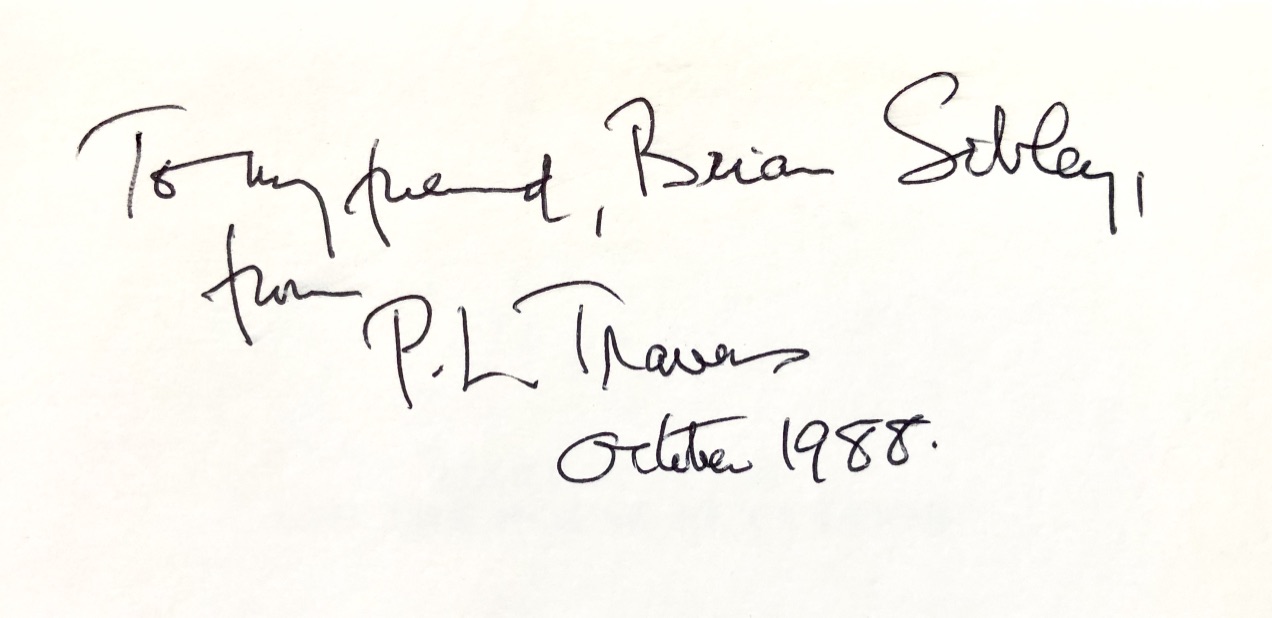 To my friend, Brian Sibley,
from
P.L Travers
October 1988.